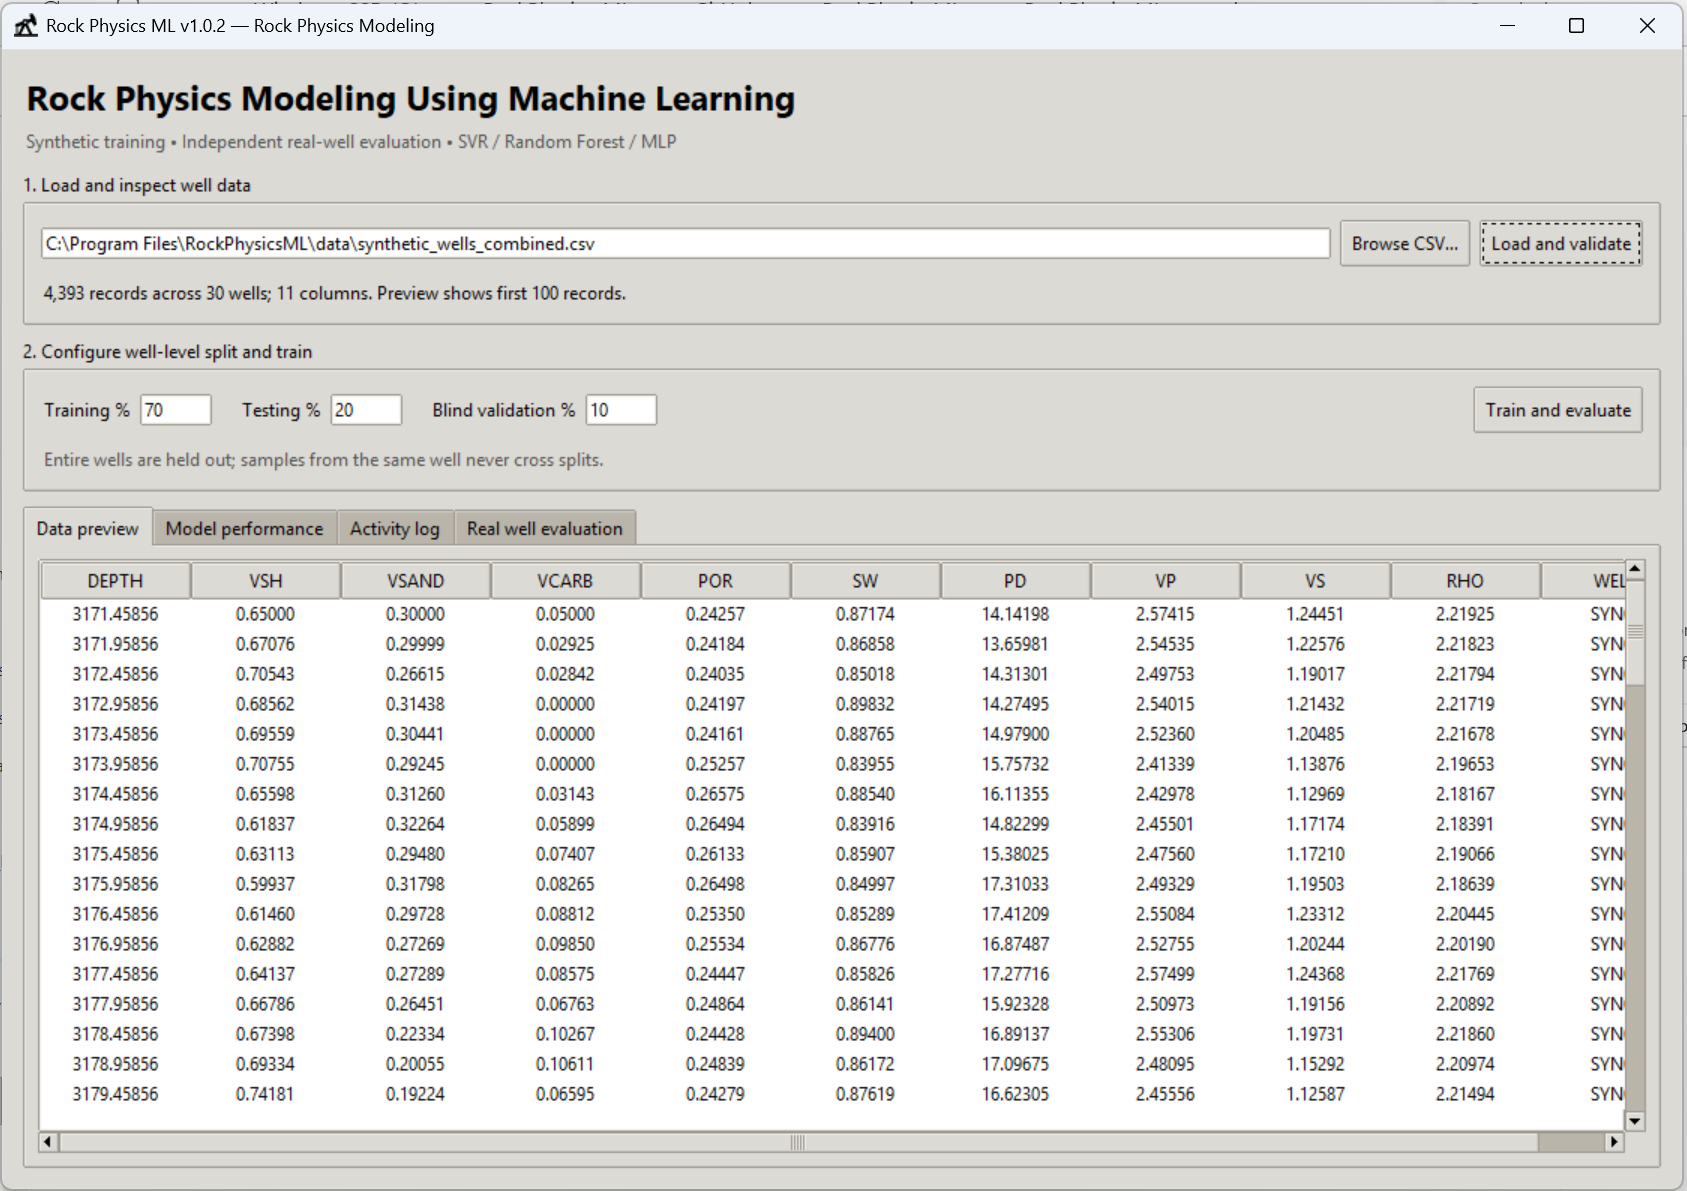 Rock Physics ML v1.0.2 — Rock Physics Modeling
Rock Physics Modeling Using Machine Learning
Synthetic training • Independent real-well evaluation • SVR / Random Forest / MLP
1. Load and inspect well data
C:\Program Files\RockPhysicsML\data\synthetic_wells_combined.csv Browse CSV... Load and validate
4,393 records across 30 wells; 11 columns. Preview shows first 100 records.
2. Configure well-level split and train
Training % 70 Testing % 20 Blind validation % 10 Train and evaluate
Entire wells are held out; samples from the same well never cross splits.
Data preview Model performance Activity log Real well evaluation
DEPTH VSH VSAND VCARB POR SW PD VP VS RHO WEL
3171.45856 0.65000 0.30000 0.05000 0.24257 0.87174 14.14198 2.57415 1.24451 2.21925 SYN
3171.95856 0.67076 0.29999 0.02925 0.24184 0.86858 13.65981 2.54535 1.22576 2.21823 SYN
3172.45856 0.70543 0.26615 0.02842 0.24035 0.85018 14.31301 2.49753 1.19017 2.21794 SYN
3172.95856 0.68562 0.31438 0.00000 0.24197 0.89832 14.27495 2.54015 1.21432 2.21719 SYN
3173.45856 0.69559 0.30441 0.00000 0.24161 0.88765 14.97900 2.52360 1.20485 2.21678 SYN
3173.95856 0.70755 0.29245 0.00000 0.25257 0.83955 15.75732 2.41339 1.13876 2.19653 SYN
3174.45856 0.65598 0.31260 0.03143 0.26575 0.88540 16.11355 2.42978 1.12969 2.18167 SYN
3174.95856 0.61837 0.32264 0.05899 0.26494 0.83916 14.82299 2.45501 1.17174 2.18391 SYN
3175.45856 0.63113 0.29480 0.07407 0.26133 0.85907 15.38025 2.47560 1.17210 2.19066 SYN
3175.95856 0.59937 0.31798 0.08265 0.26498 0.84997 17.31033 2.49329 1.19503 2.18639 SYN
3176.45856 0.61460 0.29728 0.08812 0.25350 0.85289 17.41209 2.55084 1.23312 2.20445 SYN
3176.95856 0.62882 0.27269 0.09850 0.25534 0.86776 16.87487 2.52755 1.20244 2.20190 SYN
3177.45856 0.64137 0.27289 0.08575 0.24447 0.85826 17.27716 2.57499 1.24368 2.21769 SYN
3177.95856 0.66786 0.26451 0.06763 0.24864 0.86141 15.92328 2.50973 1.19156 2.20892 SYN
3178.45856 0.67398 0.22334 0.10267 0.24428 0.89400 16.89137 2.55306 1.19731 2.21860 SYN
3178.95856 0.69334 0.20055 0.10611 0.24839 0.86172 17.09675 2.48095 1.15292 2.20974 SYN
3179.45856 0.74181 0.19224 0.06595 0.24279 0.87619 16.62305 2.45556 1.12587 2.21494 SYN